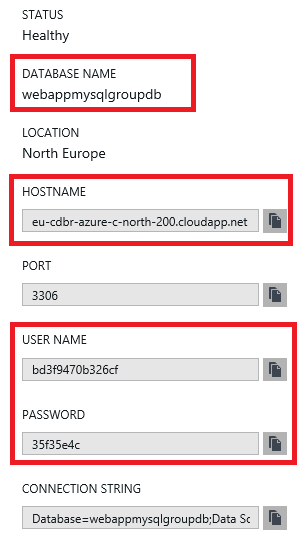 STATUS
Healthy
DATABASE NAME
webappmysqlgroupdb
LOCATION
North Europe
HOSTNAME
eu-cdbr-azure-c-north-200.cloudapp.net
PORT
3306
USER NAME
bd3f9470b326cf
PASSWORD
35f35e4c
CONNECTION STRING
Database=webappmysqlgroupdb;Data Sc